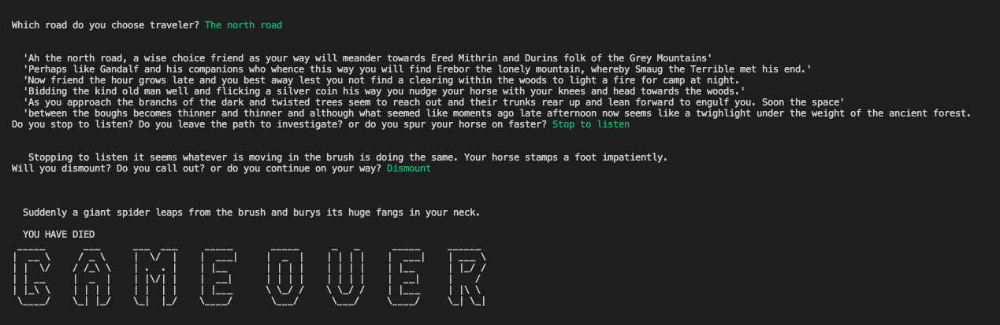 Which road do you choose traveler? The north road
'Ah the north road, a wise choice friend as your way will meander towards Ered Mithrin and Durins folk of the Grey Mountains'
'Perhaps like Gandalf and his companions who whence this way you will find Erebor the lonely mountain, whereby Smaug the Terrible met his end.'
'Now friend the hour grows late and you best away lest you not find a clearing within the woods to light a fire for camp at night.
'Bidding the kind old man well and flicking a silver coin his way you nudge your horse with your knees and head towards the woods.'
'As you approach the branchs of the dark and twisted trees seem to reach out and their trunks rear up and lean forward to engulf you. Soon the space'
'between the boughs becomes thinner and thinner and although what seemed like moments ago late afternoon now seems like a twighlight under the weight of the ancient forest.
Do you stop to listen? Do you leave the path to investigate? or do you spur your horse on faster? Stop to listen
Stopping to listen it seems whatever is moving in the brush is doing the same. Your horse stamps a foot impatiently.
Will you dismount? Do you call out? or do you continue on your way? Dismount
Suddenly a giant spider leaps from the brush and burys its huge fangs in your neck.
YOU HAVE DIED
GAME OVER